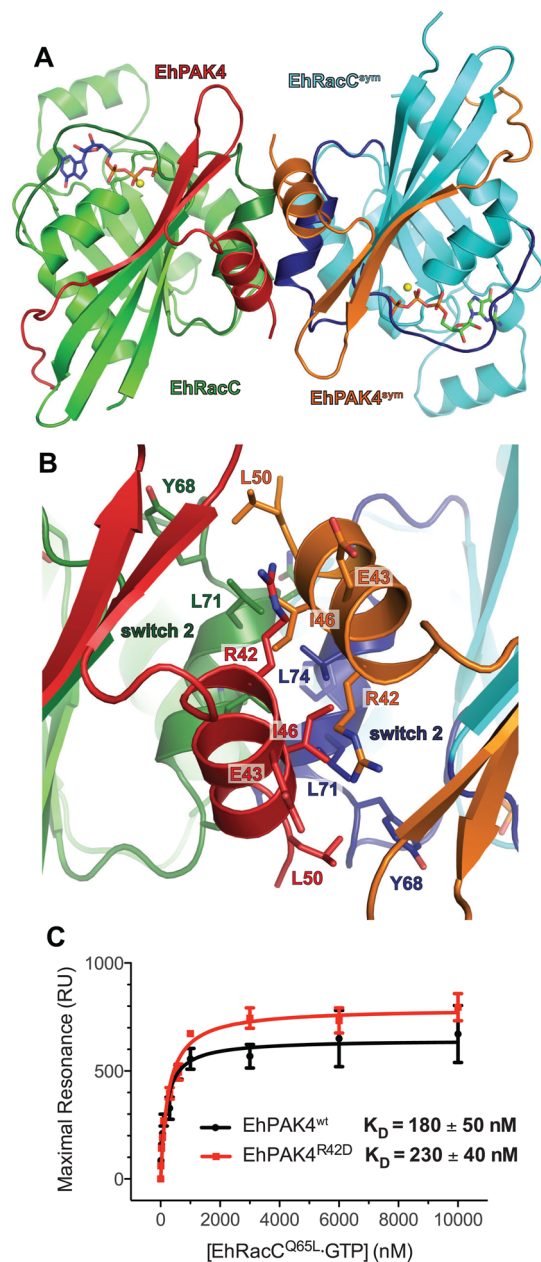 A
EhPAK4
EhRacC^sym
EhRacC
EhPAK4^sym
B
Y68
L50
E43
L71
I46
switch 2
R42
L74
R42
I46
switch 2
E43
L71
L50
Y68
C
Maximal Resonance (RU)
1000
500
0
EhPAK4^wt K_D = 180 ± 50 nM
EhPAK4^R42D K_D = 230 ± 40 nM
0 2000 4000 6000 8000 10000
[EhRacC^Q65L·GTP] (nM)